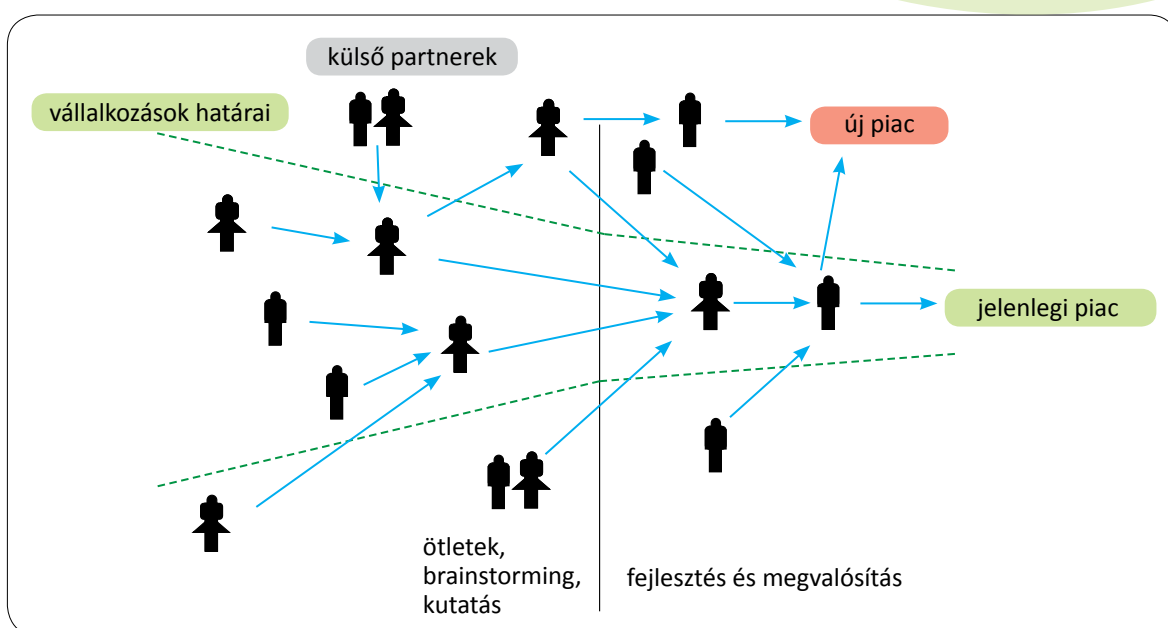 külső partnerek
vállalkozások határai
új piac
jelenlegi piac
ötletek,
brainstorming,
kutatás
fejlesztés és megvalósítás